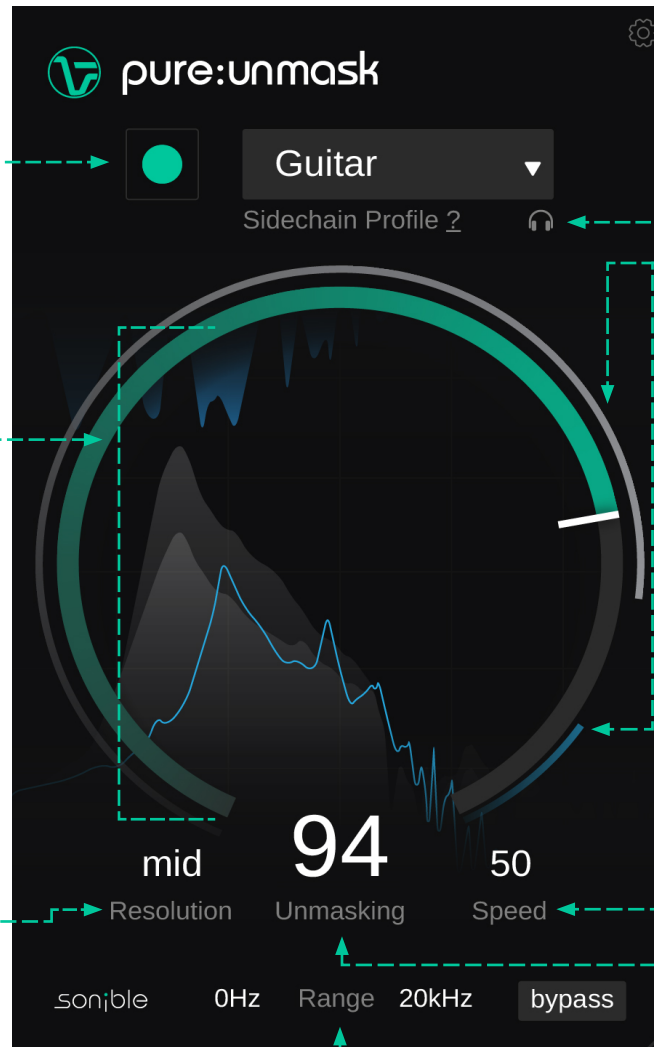 pure:unmask
Guitar
Sidechain Profile ?
mid 94 50
Resolution Unmasking Speed
sonible 0Hz Range 20kHz bypass